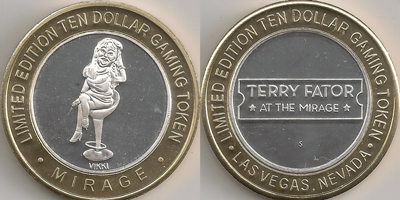 LIMITED EDITION TEN DOLLAR GAMING TOKEN
VIKKI
• MIRAGE •
LIMITED EDITION TEN DOLLAR GAMING TOKEN
TERRY FATOR
★ AT THE MIRAGE ★
S
• LAS VEGAS, NEVADA •